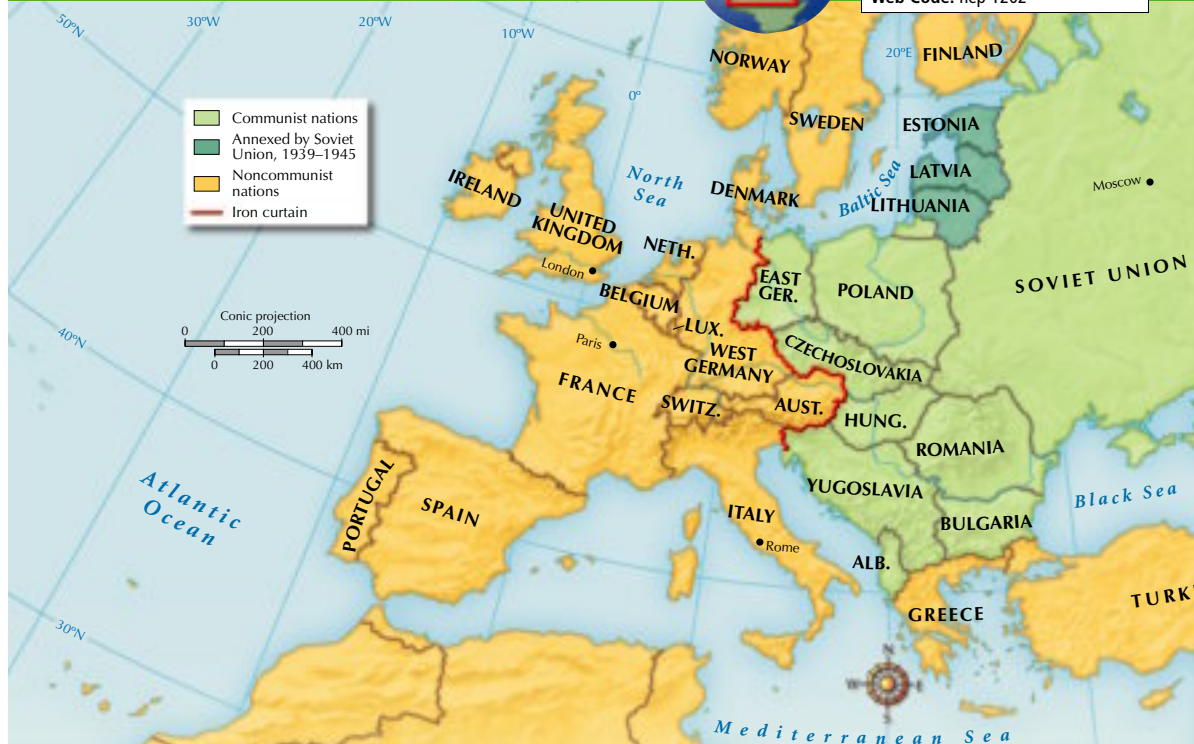 Web Code: nep-1262
50°N
30°W
20°W
10°W
0°
20°E
NORWAY
FINLAND
SWEDEN
ESTONIA
Communist nations
Annexed by Soviet
Union, 1939–1945
Noncommunist
nations
Iron curtain
LATVIA
Moscow
IRELAND
North
Sea
DENMARK
Baltic Sea
LITHUANIA
UNITED
KINGDOM
NETH.
London
EAST
GER.
POLAND
SOVIET UNION
BELGIUM
Conic projection
0 200 400 mi
0 200 400 km
40°N
LUX.
Paris
WEST
GERMANY
CZECHOSLOVAKIA
FRANCE
SWITZ.
AUST.
HUNG.
ROMANIA
Atlantic
Ocean
PORTUGAL
SPAIN
YUGOSLAVIA
Black Sea
ITALY
BULGARIA
Rome
ALB.
GREECE
TURK
30°N
N
W E
S
Mediterranean Sea